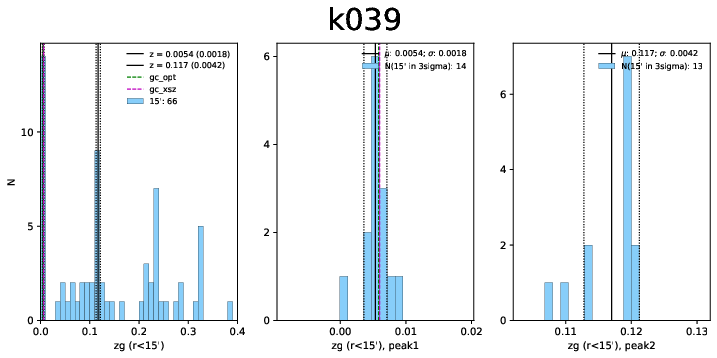 k039
N
10
5
0
0.0 0.1 0.2 0.3 0.4
zg (r<15')
z = 0.0054 (0.0018)
z = 0.117 (0.0042)
gc_opt
gc_xsz
15': 66
6
4
2
0
0.00 0.01 0.02
zg (r<15'), peak1
μ: 0.0054; σ: 0.0018
N(15' in 3sigma): 14
6
4
2
0
0.11 0.12 0.13
zg (r<15'), peak2
μ: 0.117; σ: 0.0042
N(15' in 3sigma): 13